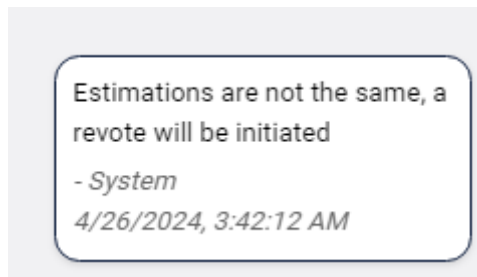 Estimations are not the same, a
revote will be initiated
- System
4/26/2024, 3:42:12 AM